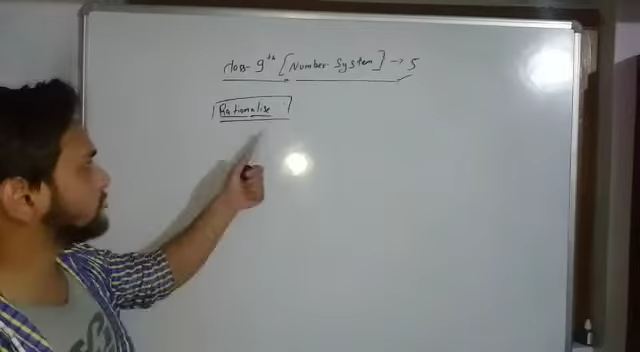 class 9th [Number System] → 5
Rationalise